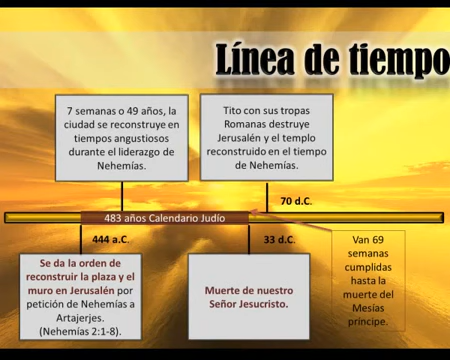 Línea de tiempo
7 semanas o 49 años, la
ciudad se reconstruye en
tiempos angustiosos
durante el liderazgo de
Nehemías.
Tito con sus tropas
Romanas destruye
Jerusalén y el templo
reconstruido en el tiempo
de Nehemías.
70 d.C.
483 años Calendario Judío
444 a.C.
33 d.C.
Se da la orden de
reconstruir la plaza y el
muro en Jerusalén por
petición de Nehemías a
Artajerjes.
(Nehemías 2:1-8).
Muerte de nuestro
Señor Jesucristo.
Van 69
semanas
cumplidas
hasta la
muerte del
Mesías
príncipe.